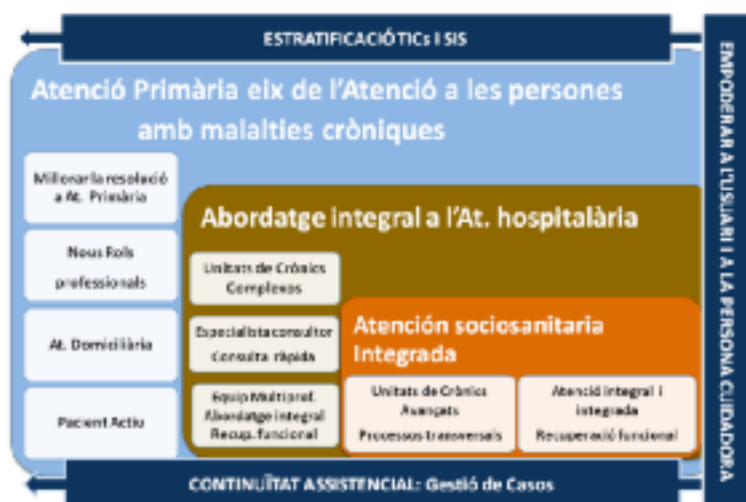 ESTRATIFICACIÓ TICs I SIS
EMPODERAR A L'USUARI I A LA PERSONA CUIDADORA
Atenció Primària eix de l'Atenció a les persones
amb malalties cròniques
Millorar la resolució
a At. Primària
Nous Rols
professionals
At. Domiciliària
Pacient Actiu
Abordatge integral a l'At. hospitalària
Unitats de Crònics
Complexos
Especialista consultor
Consulta ràpida
Equip Multiprof.
Abordatge integral
Recup. funcional
Atención sociosanitaria
Integrada
Unitats de Crònics
Avançats
Processos transversals
Atenció integral i
integrada
Recuperació funcional
CONTINUÏTAT ASSISTENCIAL: Gestió de Casos